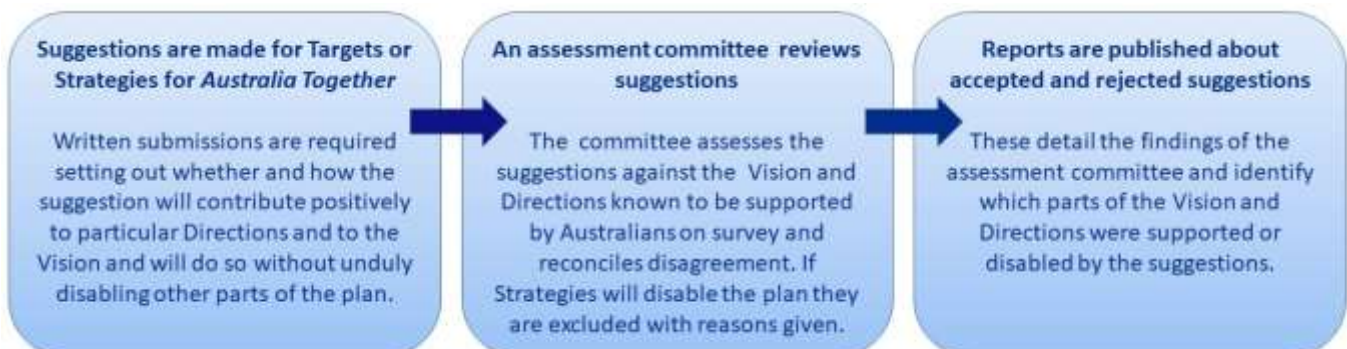 Suggestions are made for Targets or
Strategies for Australia Together
Written submissions are required
setting out whether and how the
suggestion will contribute positively
to particular Directions and to the
Vision and will do so without unduly
disabling other parts of the plan.
An assessment committee reviews
suggestions
The committee assesses the
suggestions against the Vision and
Directions known to be supported
by Australians on survey and
reconciles disagreement. If
Strategies will disable the plan they
are excluded with reasons given.
Reports are published about
accepted and rejected suggestions
These detail the findings of the
assessment committee and identify
which parts of the Vision and
Directions were supported or
disabled by the suggestions.